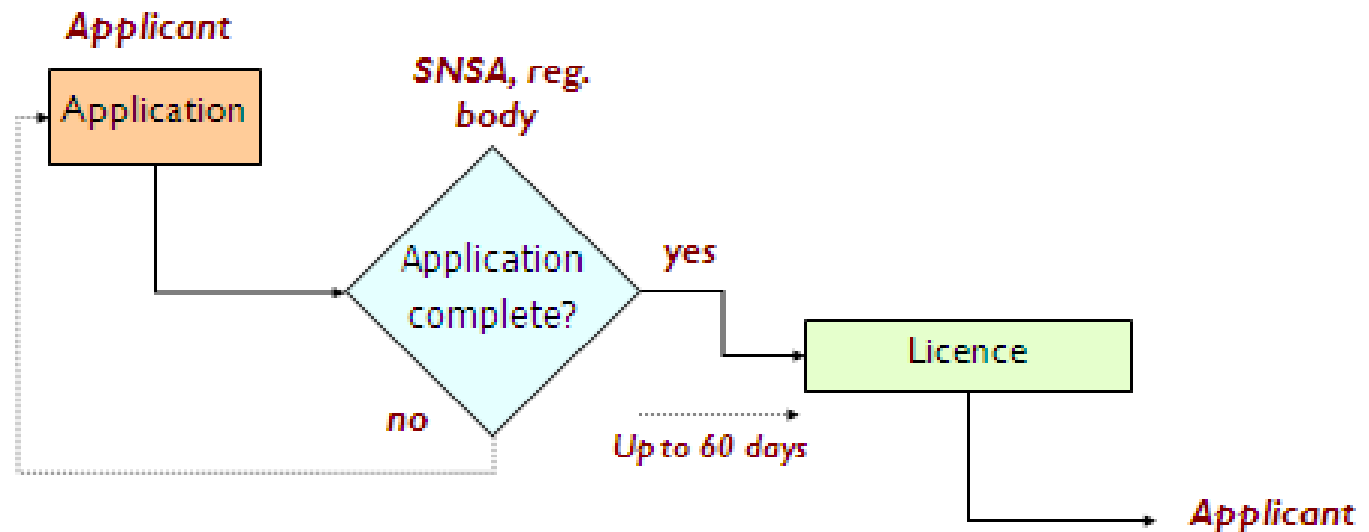 Applicant
Application
SNSA, reg.
body
Application
complete?
yes
Licence
no
Up to 60 days
Applicant